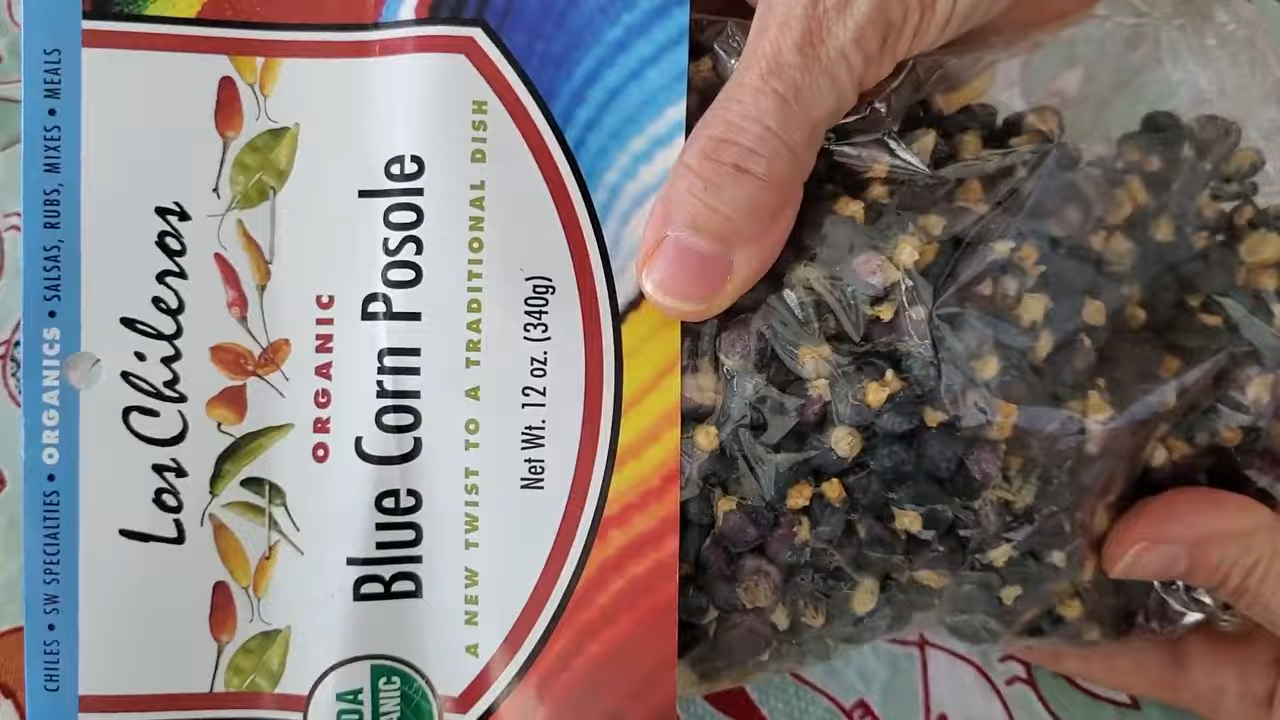 CHILES • SW SPECIALTIES • ORGANICS • SALSAS, RUBS, MIXES • MEALS
Los Chileros
ORGANIC
Blue Corn Posole
A NEW TWIST TO A TRADITIONAL DISH
Net Wt. 12 oz. (340g)